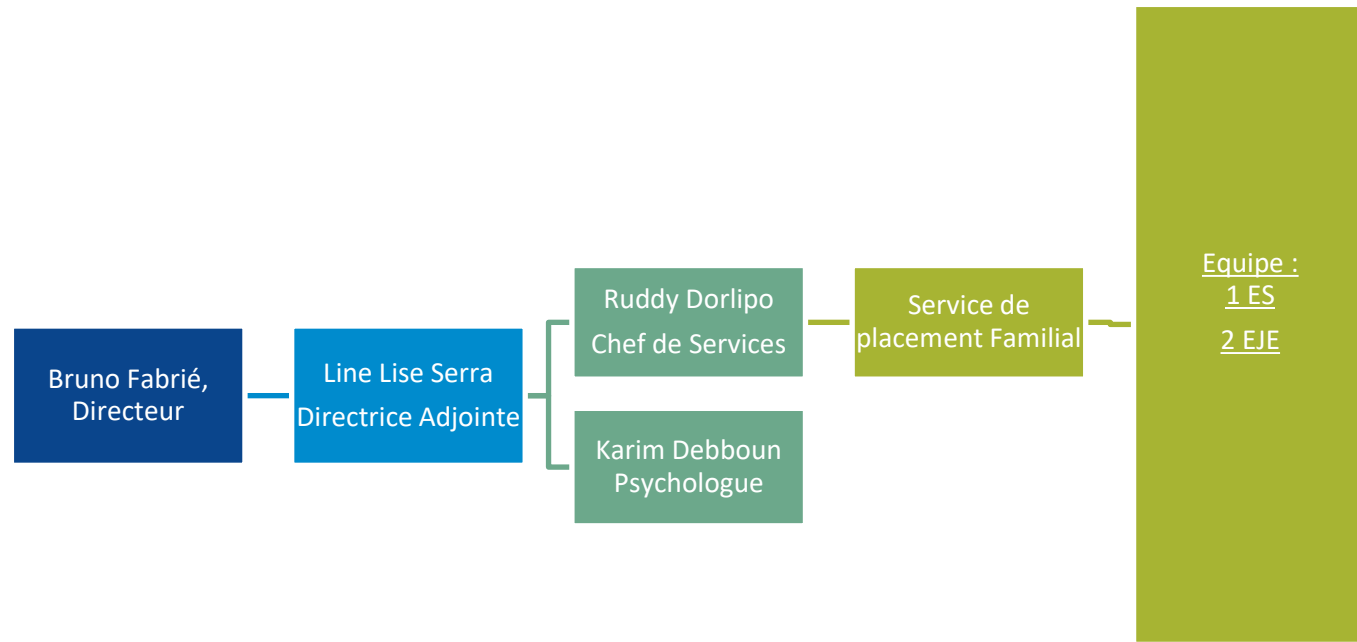 Bruno Fabrié,
Directeur
Line Lise Serra
Directrice Adjointe
Ruddy Dorlipo
Chef de Services
Karim Debboun
Psychologue
Service de
placement Familial
Equipe :
1 ES
2 EJE